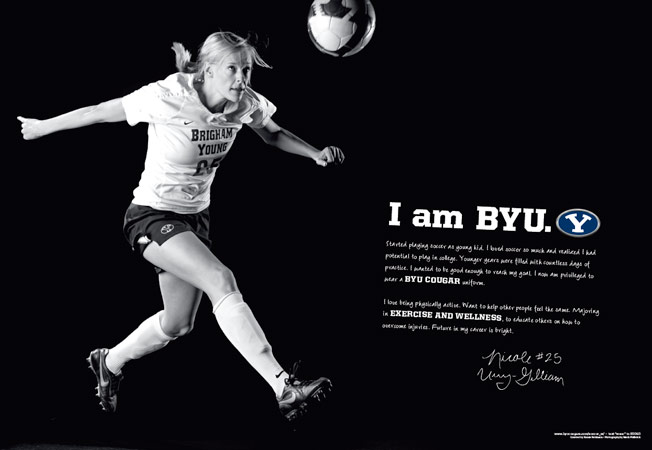 BRIGHAM
YOUNG
I am BYU. Y
Started playing soccer as young kid. I loved soccer so much and realized I had
potential to play in college. Younger years were filled with countless days of
practice. I wanted to be good enough to reach my goal. I now am privileged to
wear a BYU COUGAR uniform.
I love being physically active. Want to help other people feel the same. Majoring
in EXERCISE AND WELLNESS, to educate others on how to
overcome injuries. Future in my career is bright.
Nicole #25